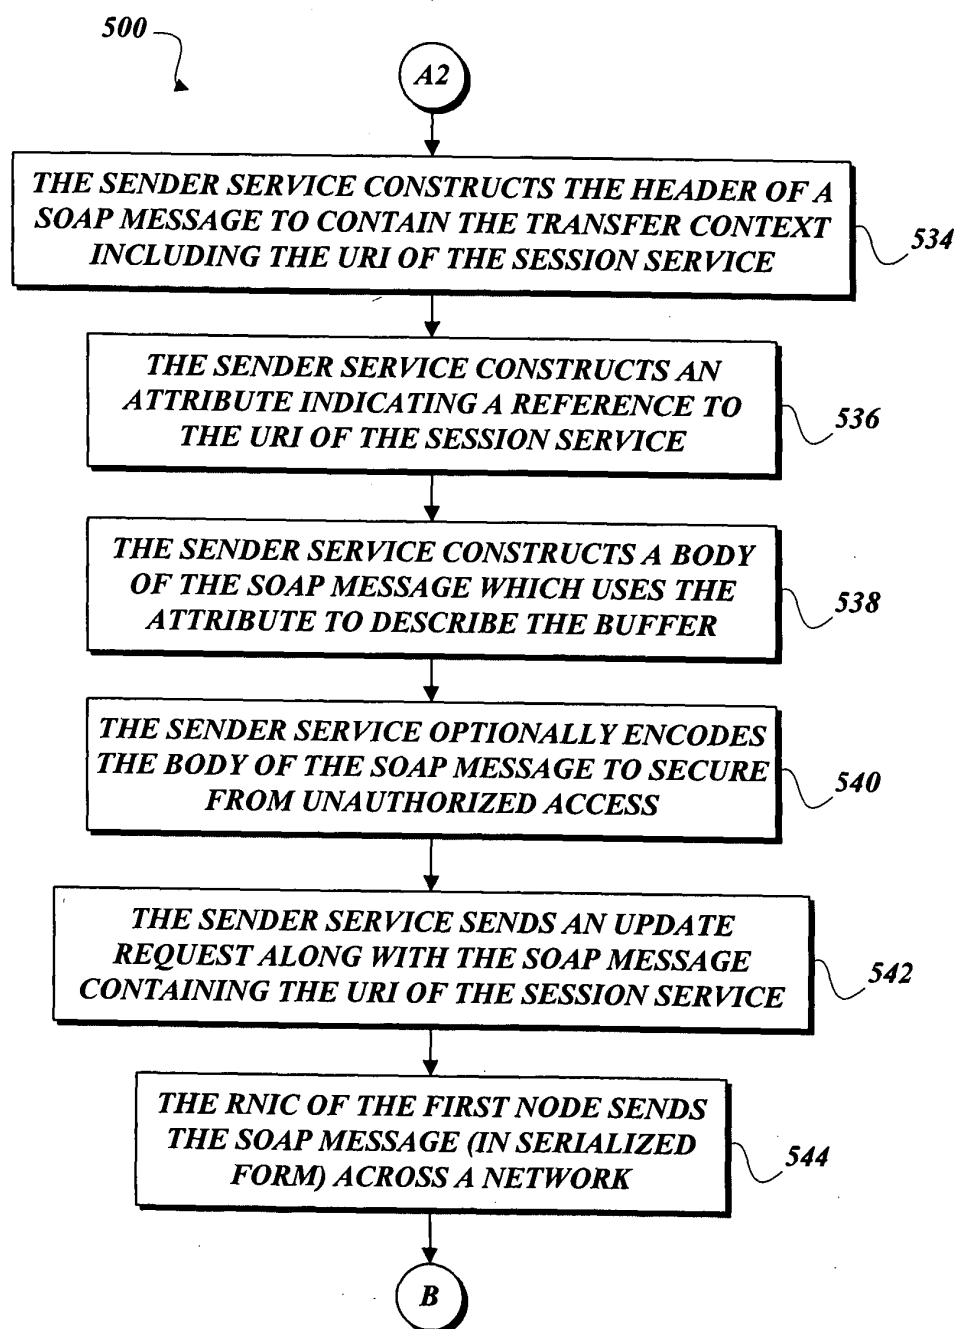 500
A2
THE SENDER SERVICE CONSTRUCTS THE HEADER OF A
SOAP MESSAGE TO CONTAIN THE TRANSFER CONTEXT
INCLUDING THE URI OF THE SESSION SERVICE
534
THE SENDER SERVICE CONSTRUCTS AN
ATTRIBUTE INDICATING A REFERENCE TO
THE URI OF THE SESSION SERVICE
536
THE SENDER SERVICE CONSTRUCTS A BODY
OF THE SOAP MESSAGE WHICH USES THE
ATTRIBUTE TO DESCRIBE THE BUFFER
538
THE SENDER SERVICE OPTIONALLY ENCODES
THE BODY OF THE SOAP MESSAGE TO SECURE
FROM UNAUTHORIZED ACCESS
540
THE SENDER SERVICE SENDS AN UPDATE
REQUEST ALONG WITH THE SOAP MESSAGE
CONTAINING THE URI OF THE SESSION SERVICE
542
THE RNIC OF THE FIRST NODE SENDS
THE SOAP MESSAGE (IN SERIALIZED
FORM) ACROSS A NETWORK
544
B